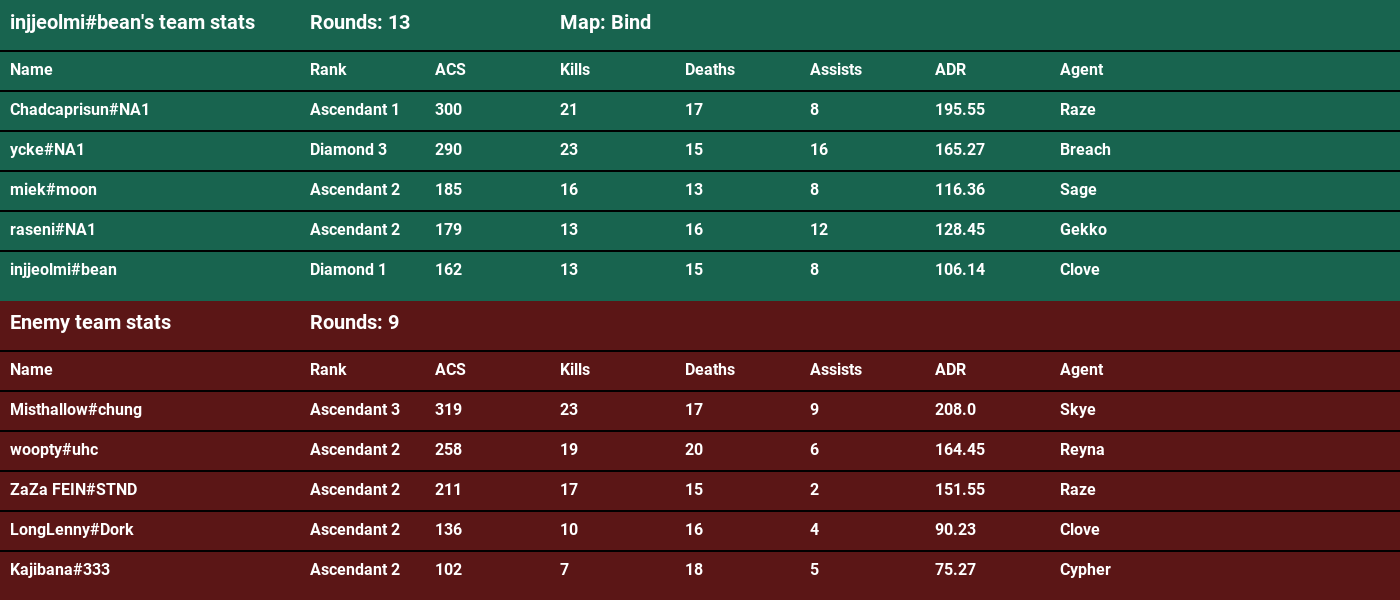 injjeolmi#bean's team stats Rounds: 13 Map: Bind
Name Rank ACS Kills Deaths Assists ADR Agent
Chadcaprisun#NA1 Ascendant 1 300 21 17 8 195.55 Raze
ycke#NA1 Diamond 3 290 23 15 16 165.27 Breach
miek#moon Ascendant 2 185 16 13 8 116.36 Sage
raseni#NA1 Ascendant 2 179 13 16 12 128.45 Gekko
injjeolmi#bean Diamond 1 162 13 15 8 106.14 Clove
Enemy team stats Rounds: 9
Name Rank ACS Kills Deaths Assists ADR Agent
Misthallow#chung Ascendant 3 319 23 17 9 208.0 Skye
woopty#uhc Ascendant 2 258 19 20 6 164.45 Reyna
ZaZa FEIN#STND Ascendant 2 211 17 15 2 151.55 Raze
LongLenny#Dork Ascendant 2 136 10 16 4 90.23 Clove
Kajibana#333 Ascendant 2 102 7 18 5 75.27 Cypher